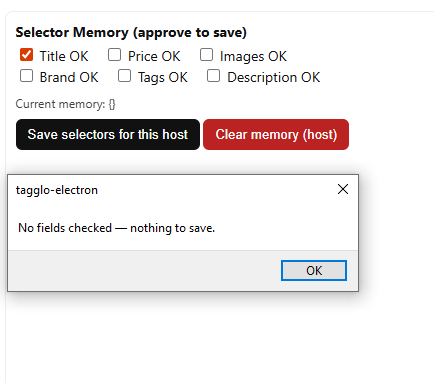 Selector Memory (approve to save)
Title OK Price OK Images OK
Brand OK Tags OK Description OK
Current memory: {}
Save selectors for this host Clear memory (host)
tagglo-electron
No fields checked — nothing to save.
OK